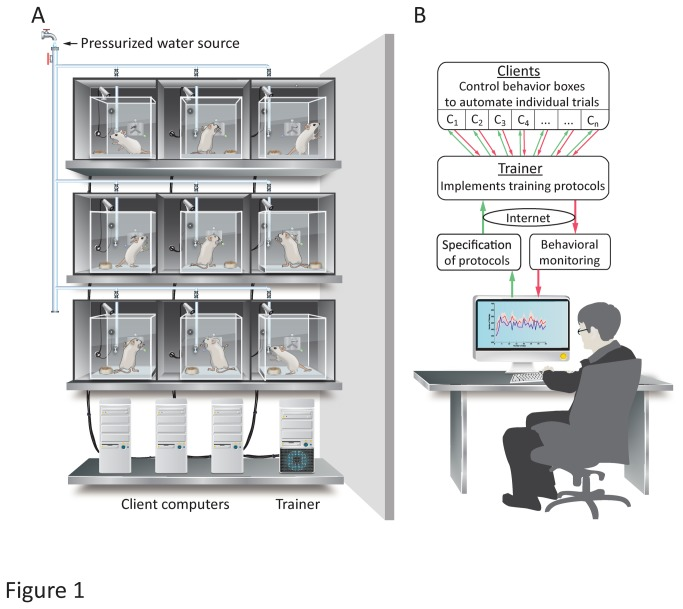 A
Pressurized water source
Client computers
Trainer
B
Clients
Control behavior boxes
to automate individual trials
C1 C2 C3 C4 ... ... Cn
Trainer
Implements training protocols
Internet
Specification
of protocols
Behavioral
monitoring
Figure 1